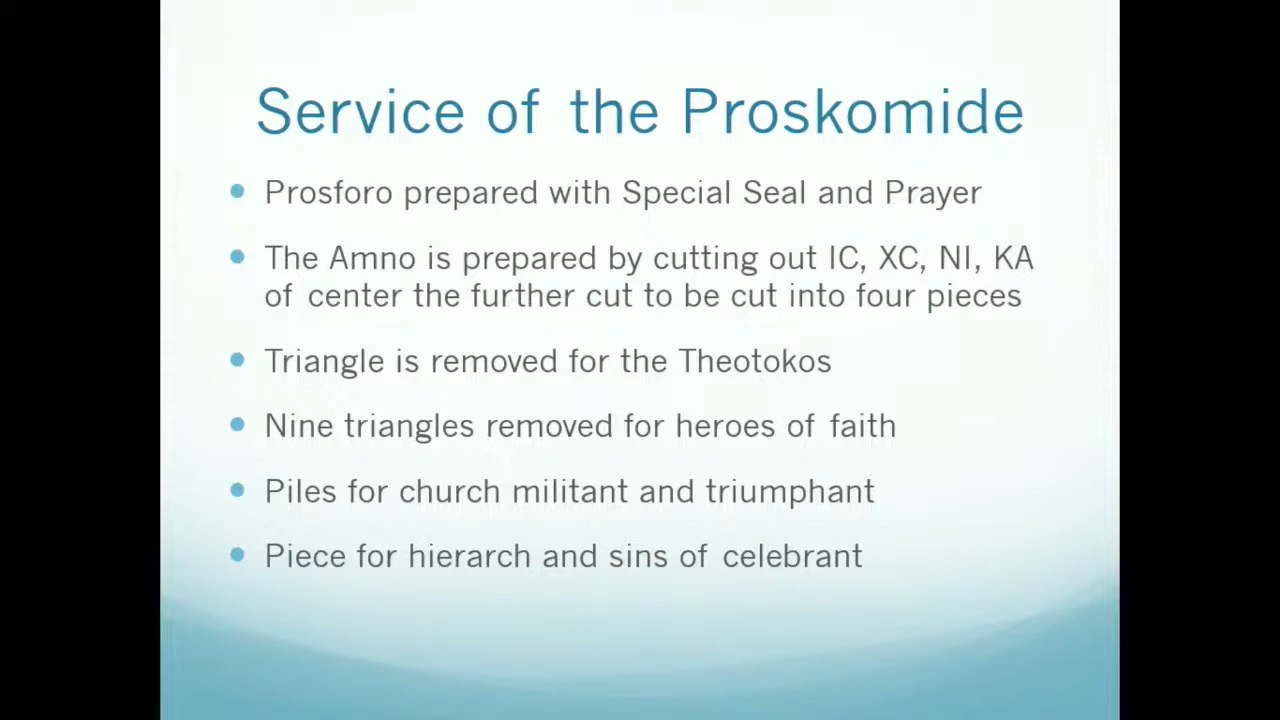 Service of the Proskomide
Prosforo prepared with Special Seal and Prayer
The Amno is prepared by cutting out IC, XC, NI, KA
of center the further cut to be cut into four pieces
Triangle is removed for the Theotokos
Nine triangles removed for heroes of faith
Piles for church militant and triumphant
Piece for hierarch and sins of celebrant